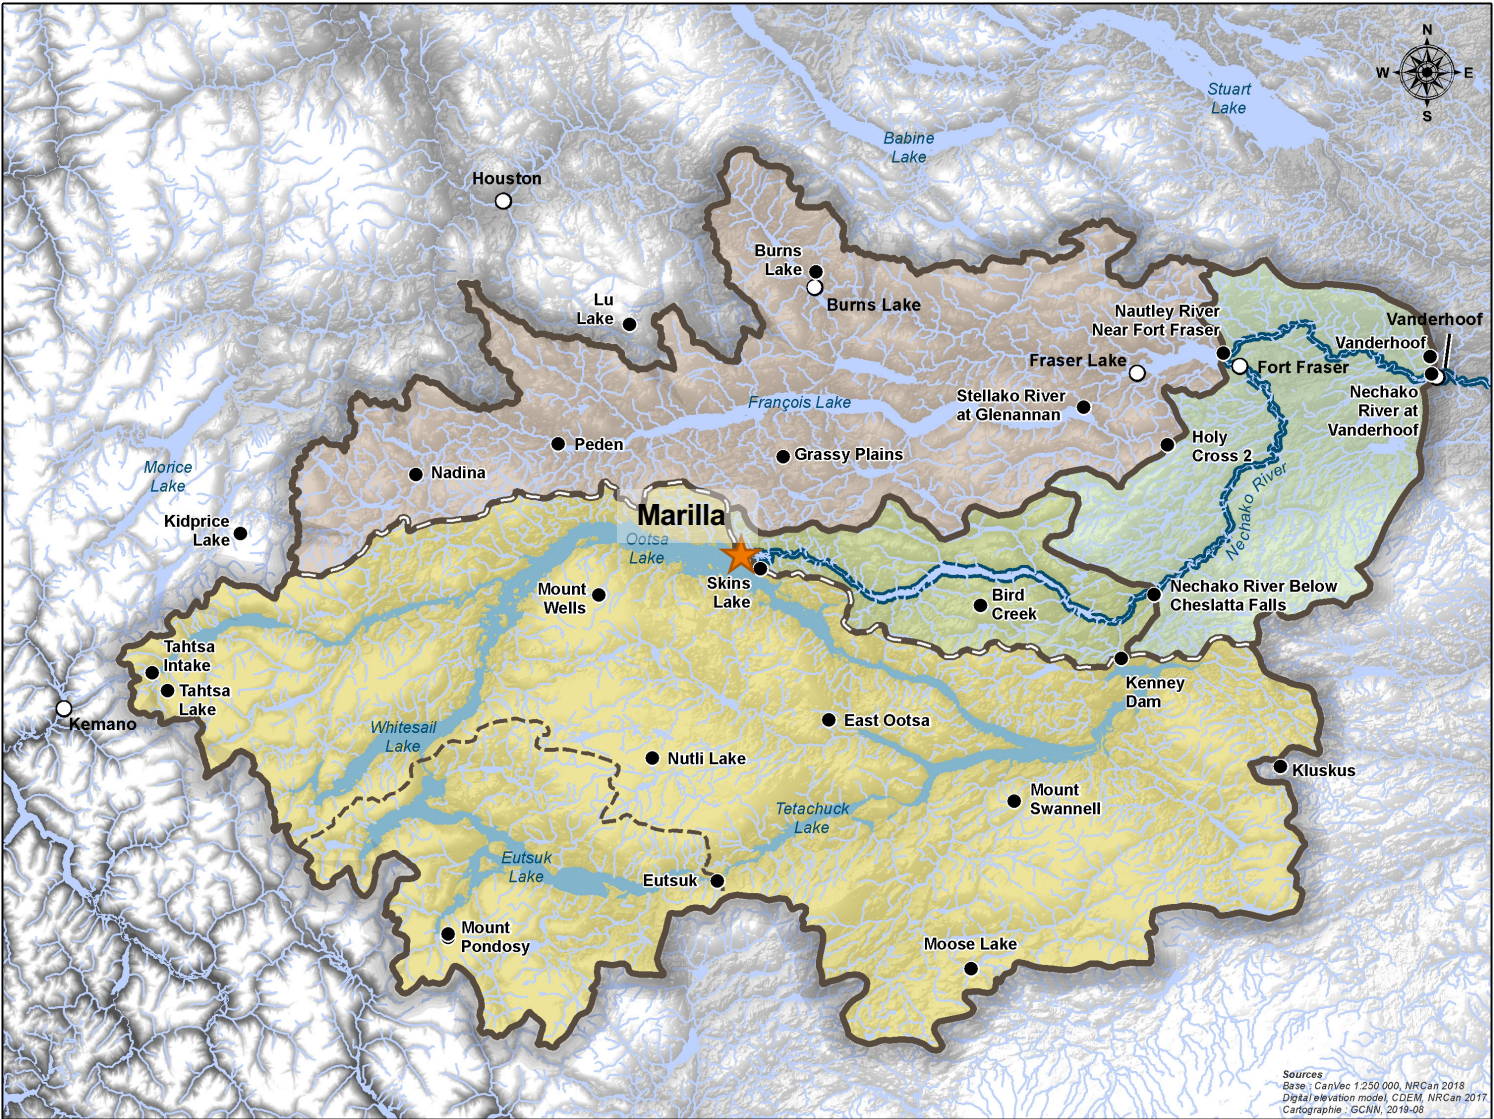 N
W
E
S
Stuart
Lake
Babine
Lake
Houston
Burns
Lake
Burns Lake
Lu
Lake
Nautley River
Near Fort Fraser
Vanderhoof
Vanderhoof
Fraser Lake
Fort Fraser
Nechako
River at
Vanderhoof
François Lake
Stellako River
at Glenannan
Peden
Grassy Plains
Holy
Cross 2
Nadina
Morice
Lake
Kidprice
Lake
Nechako River
Marilla
Ootsa
Lake
Skins
Lake
Mount
Wells
Bird
Creek
Nechako River Below
Cheslatta Falls
Tahtsa
Intake
Tahtsa
Lake
Kenney
Dam
Kemano
Whitesail
Lake
East Ootsa
Nutli Lake
Kluskus
Mount
Swannell
Tetachuck
Lake
Eutsuk
Lake
Eutsuk
Mount
Pondosy
Moose Lake
Sources
Base : CanVec 1:250 000, NRCan 2018
Digital elevation model, CDEM, NRCan 2017
Cartographie : GCNN, 2019-08